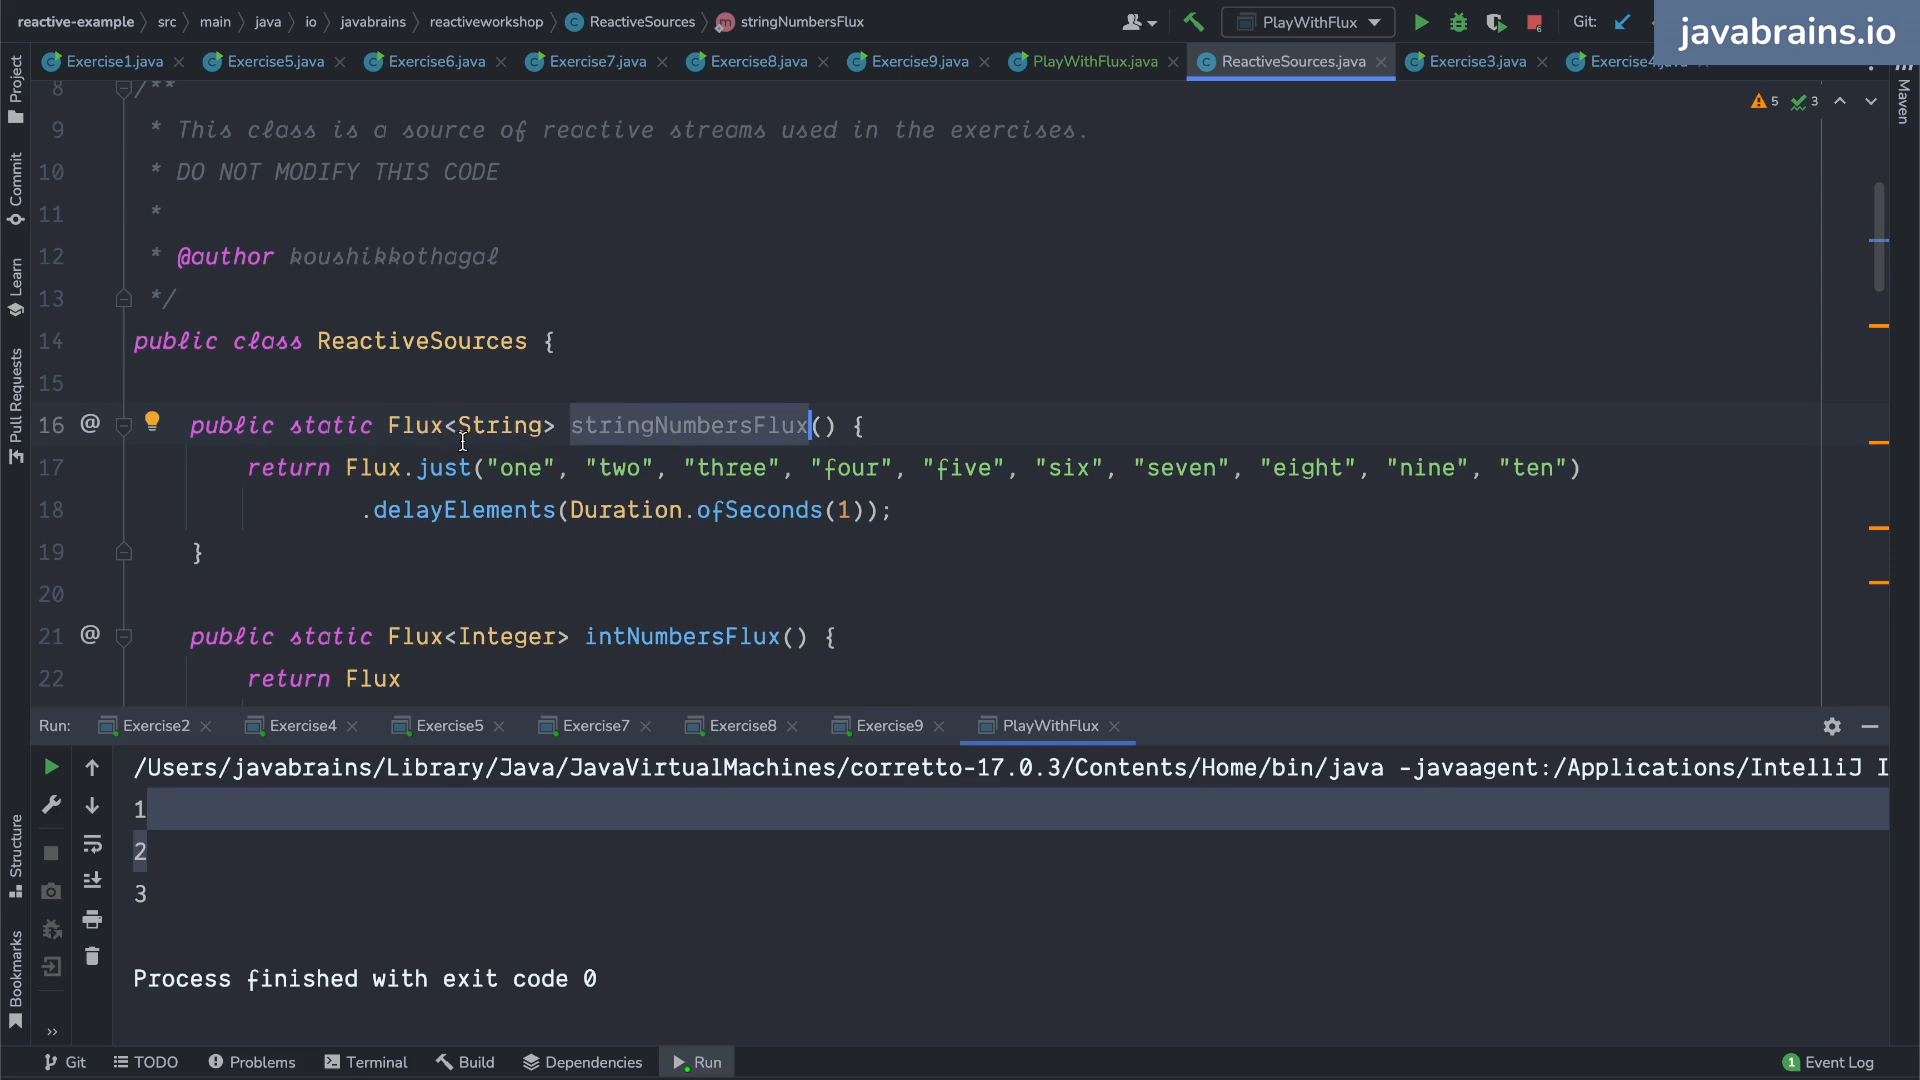 reactive-example src main java io javabrains reactiveworkshop ReactiveSources stringNumbersFlux PlayWithFlux Git:
javabrains.io
Exercise1.java Exercise5.java Exercise6.java Exercise7.java Exercise8.java Exercise9.java PlayWithFlux.java ReactiveSources.java Exercise3.java
Project
Commit
Learn
Pull Requests
Structure
Bookmarks
Maven
5 3
8 /**
9 * This class is a source of reactive streams used in the exercises.
10 * DO NOT MODIFY THIS CODE
11 *
12 * @author koushikkothagal
13 */
14 public class ReactiveSources {
15
16 @ public static Flux<String> stringNumbersFlux() {
17 return Flux.just("one", "two", "three", "four", "five", "six", "seven", "eight", "nine", "ten")
18 .delayElements(Duration.ofSeconds(1));
19 }
20
21 @ public static Flux<Integer> intNumbersFlux() {
22 return Flux
Run: Exercise2 Exercise4 Exercise5 Exercise7 Exercise8 Exercise9 PlayWithFlux
/Users/javabrains/Library/Java/JavaVirtualMachines/corretto-17.0.3/Contents/Home/bin/java -javaagent:/Applications/IntelliJ I
1
2
3
Process finished with exit code 0
Git TODO Problems Terminal Build Dependencies Run 1 Event Log